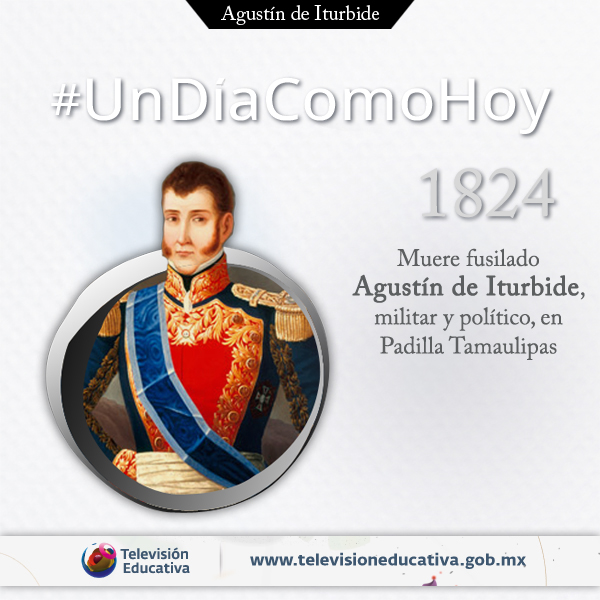 Agustín de Iturbide
#UnDiaComoHoy
1824
Muere fusilado
Agustín de Iturbide,
militar y político, en
Padilla Tamaulipas
Televisión
Educativa
www.televisioneducativa.gob.mx